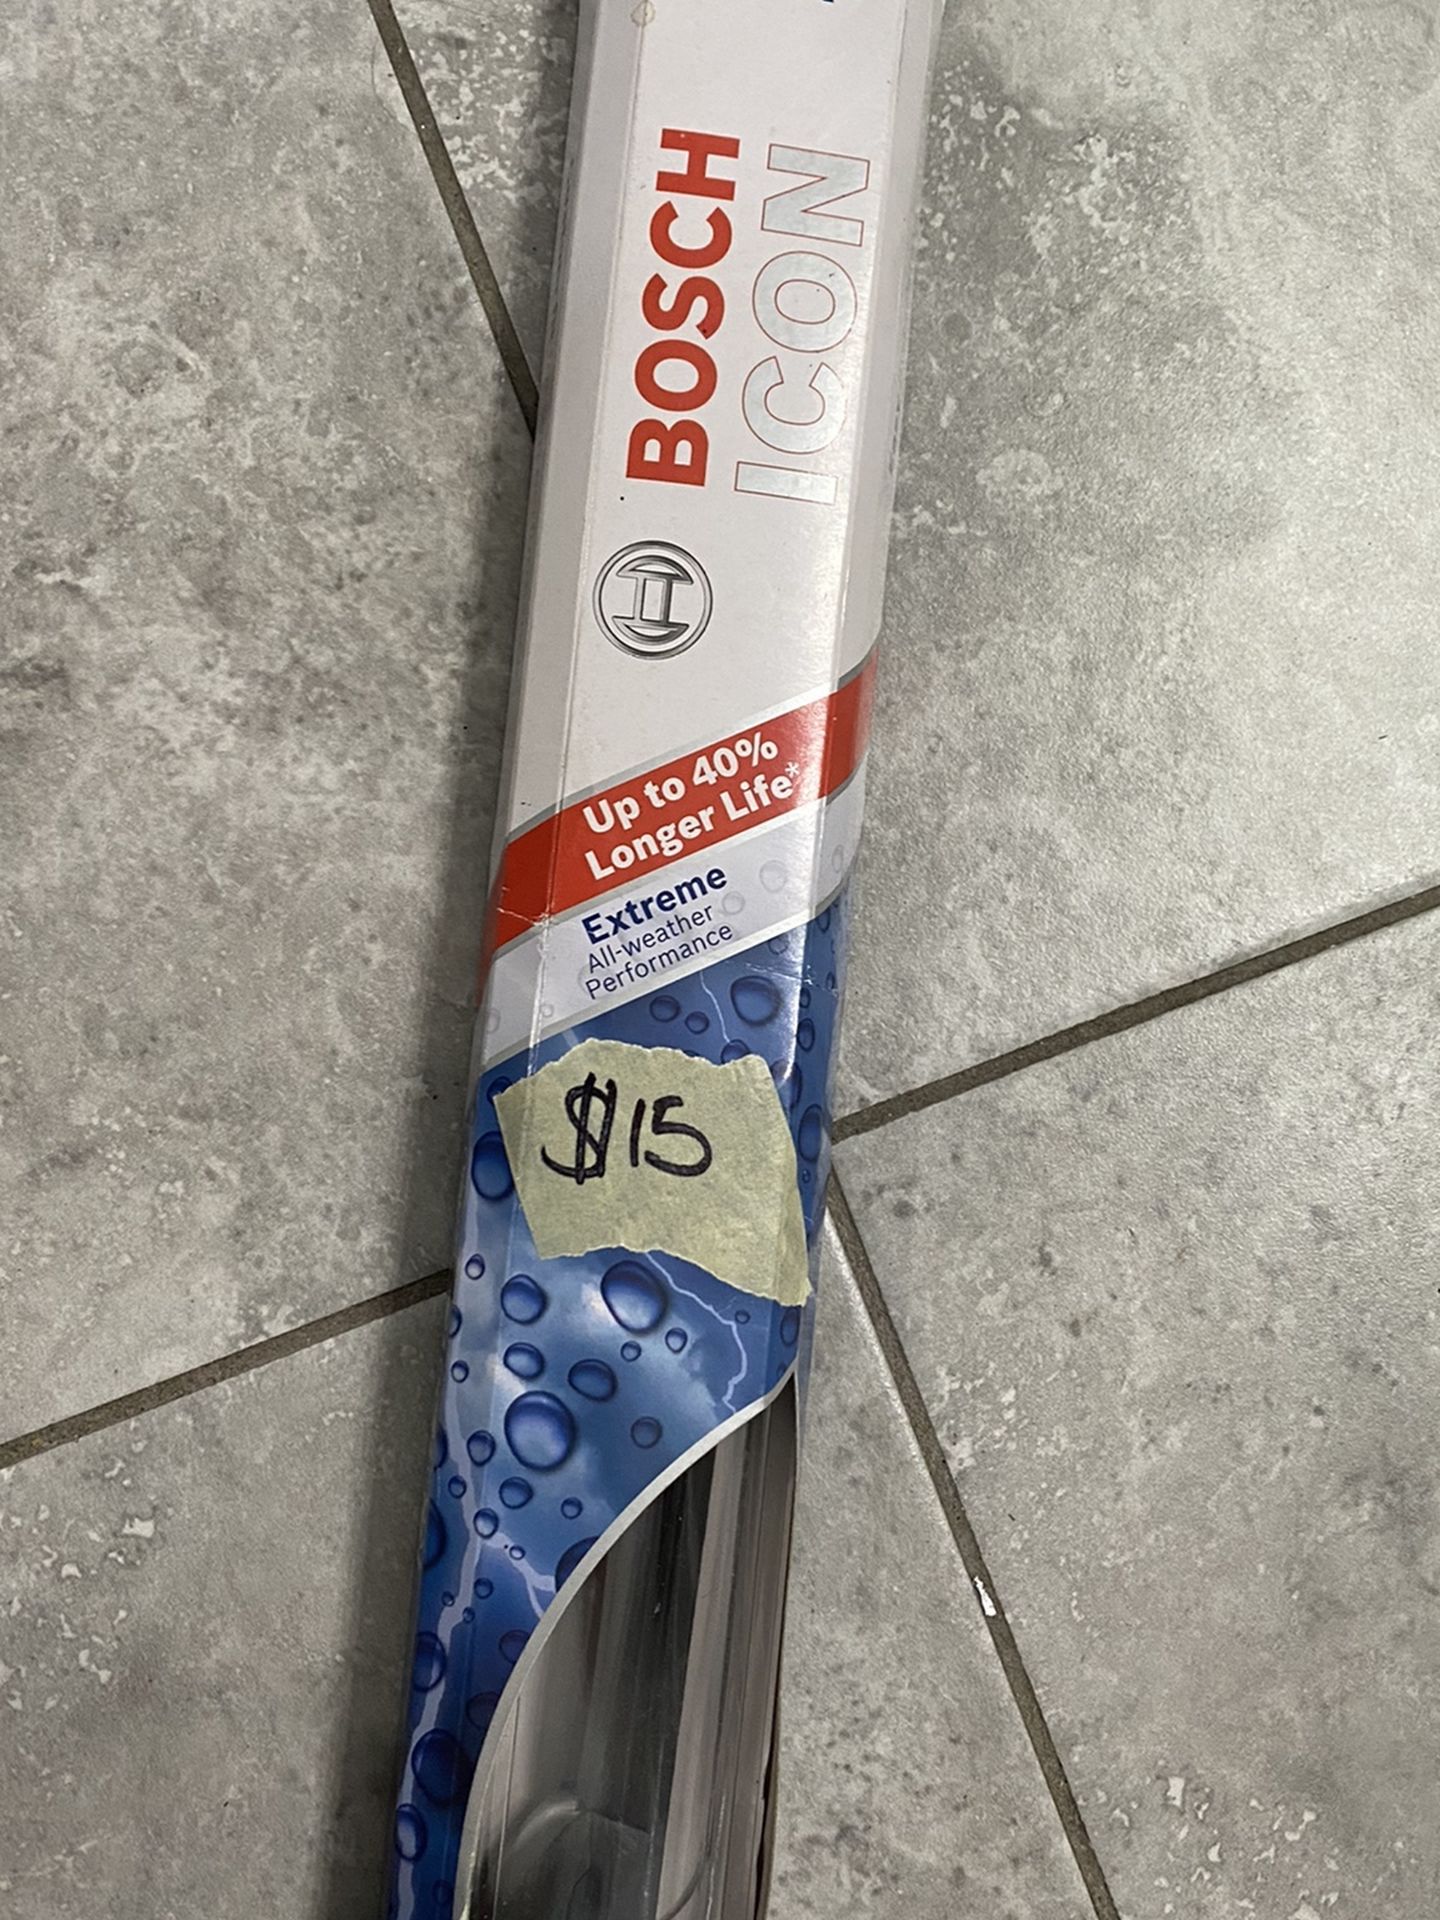 BOSCH
ICON
Up to 40%
Longer Life*
Extreme
All-weather
Performance
$15